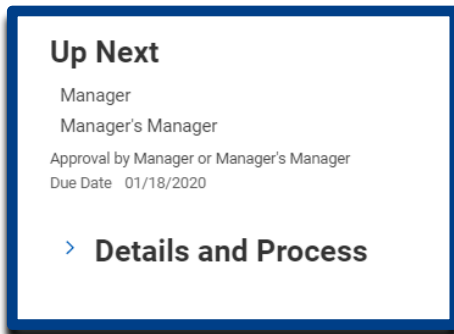 Up Next
Manager
Manager's Manager
Approval by Manager or Manager's Manager
Due Date 01/18/2020
Details and Process